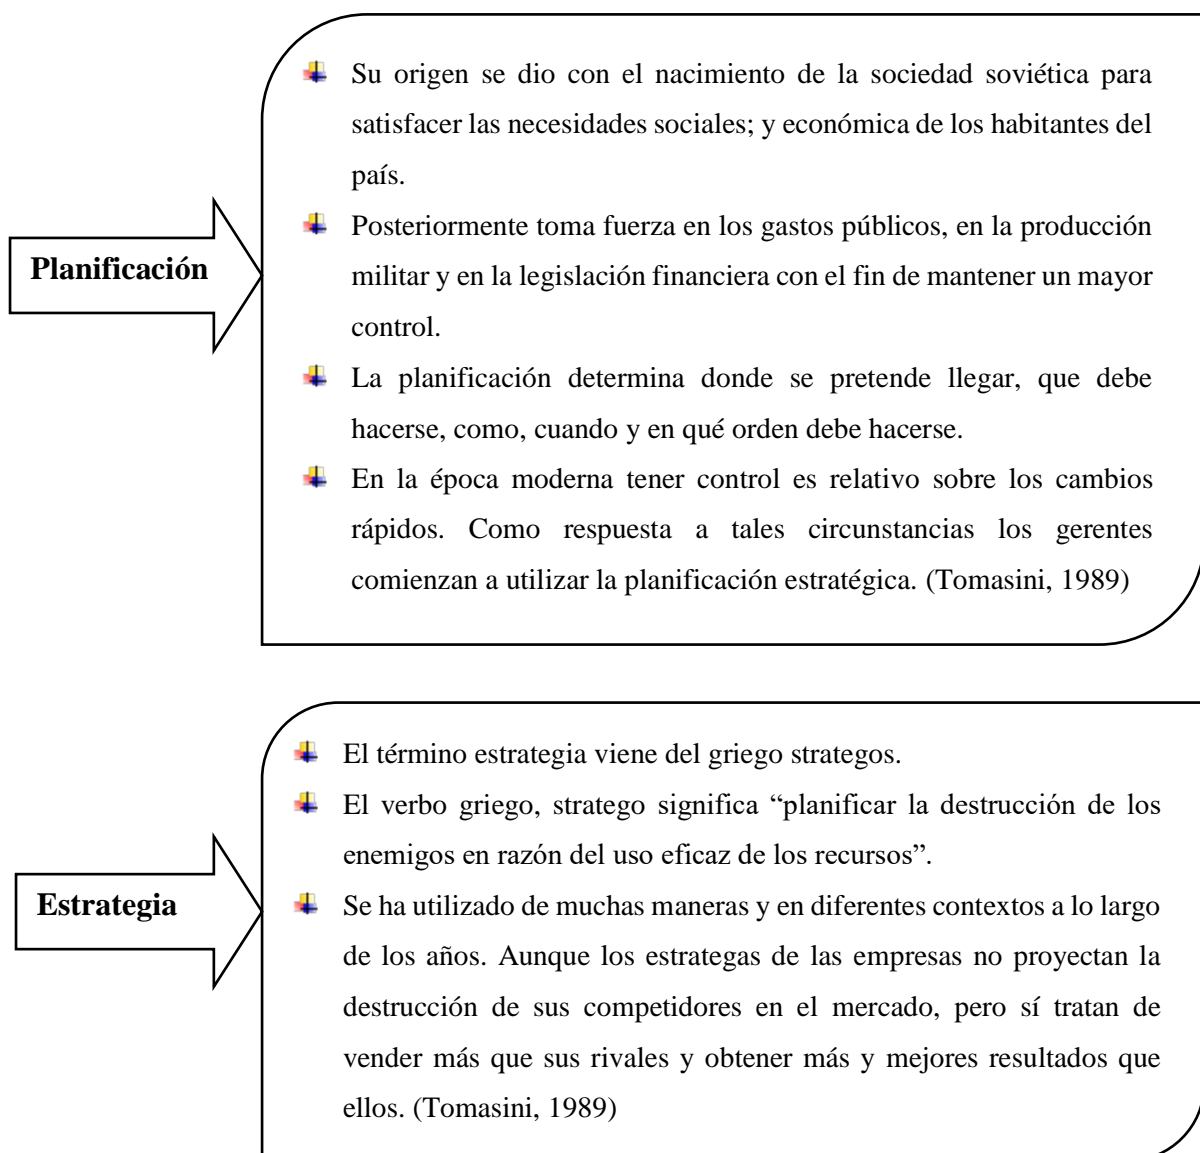 Su origen se dio con el nacimiento de la sociedad soviética para
satisfacer las necesidades sociales; y económica de los habitantes del
país.
Posteriormente toma fuerza en los gastos públicos, en la producción
militar y en la legislación financiera con el fin de mantener un mayor
control.
Planificación
La planificación determina donde se pretende llegar, que debe
hacerse, como, cuando y en qué orden debe hacerse.
En la época moderna tener control es relativo sobre los cambios
rápidos. Como respuesta a tales circunstancias los gerentes
comienzan a utilizar la planificación estratégica. (Tomasini, 1989)
El término estrategia viene del griego strategos.
El verbo griego, stratego significa “planificar la destrucción de los
enemigos en razón del uso eficaz de los recursos”.
Estrategia
Se ha utilizado de muchas maneras y en diferentes contextos a lo largo
de los años. Aunque los estrategas de las empresas no proyectan la
destrucción de sus competidores en el mercado, pero sí tratan de
vender más que sus rivales y obtener más y mejores resultados que
ellos. (Tomasini, 1989)